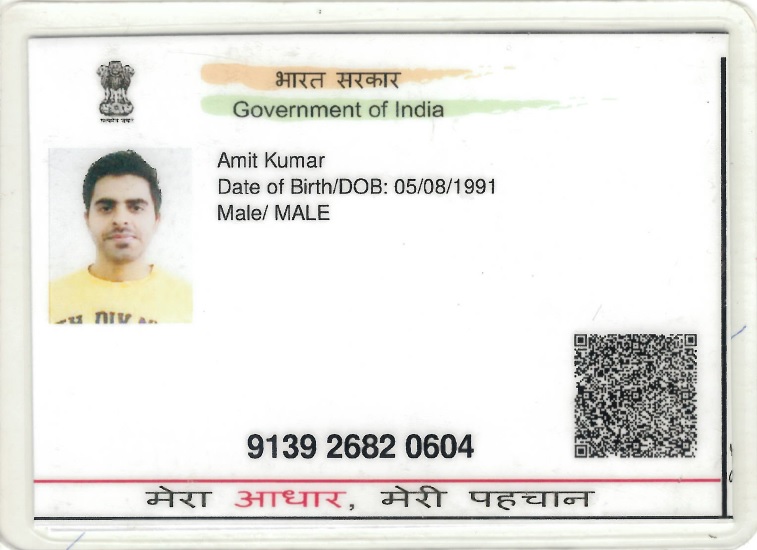 सत्यमेव जयते
भारत सरकार
Government of India
Amit Kumar
Date of Birth/DOB: 05/08/1991
Male/ MALE
9139 2682 0604
मेरा आधार, मेरी पहचान